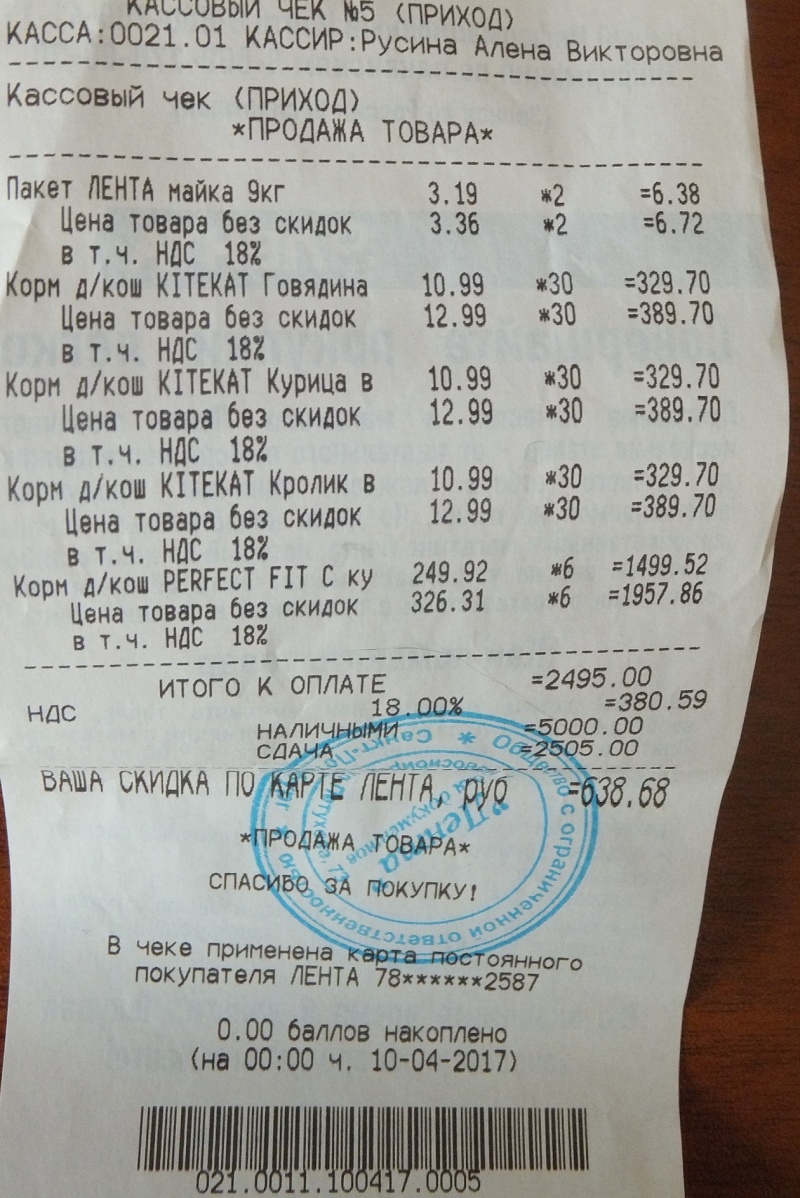 КАССОВЫЙ ЧЕК №5 (ПРИХОД)
КАССА:0021.01 КАССИР:Русина Алена Викторовна
Кассовый чек (ПРИХОД)
*ПРОДАЖА ТОВАРА*
Пакет ЛЕНТА майка 9кг 3.19 *2 =6.38
Цена товара без скидок 3.36 *2 =6.72
в т.ч. НДС 18%
Корм д/кош KITEKAT Говядина 10.99 *30 =329.70
Цена товара без скидок 12.99 *30 =389.70
в т.ч. НДС 18%
Корм д/кош KITEKAT Курица в 10.99 *30 =329.70
Цена товара без скидок 12.99 *30 =389.70
в т.ч. НДС 18%
Корм д/кош KITEKAT Кролик в 10.99 *30 =329.70
Цена товара без скидок 12.99 *30 =389.70
в т.ч. НДС 18%
Корм д/кош PERFECT FIT С ку 249.92 *6 =1499.52
Цена товара без скидок 326.31 *6 =1957.86
в т.ч. НДС 18%
ИТОГО К ОПЛАТЕ =2495.00
НДС 18.00% =380.59
НАЛИЧНЫМИ =5000.00
СДАЧА =2505.00
ВАША СКИДКА ПО КАРТЕ ЛЕНТА, руб =638.68
*ПРОДАЖА ТОВАРА*
СПАСИБО ЗА ПОКУПКУ!
В чеке применена карта постоянного
покупателя ЛЕНТА 78******2587
0.00 баллов накоплено
(на 00:00 ч. 10-04-2017)
021.0011.100417.0005
Общество с ограниченной ответственностью
"Лента"